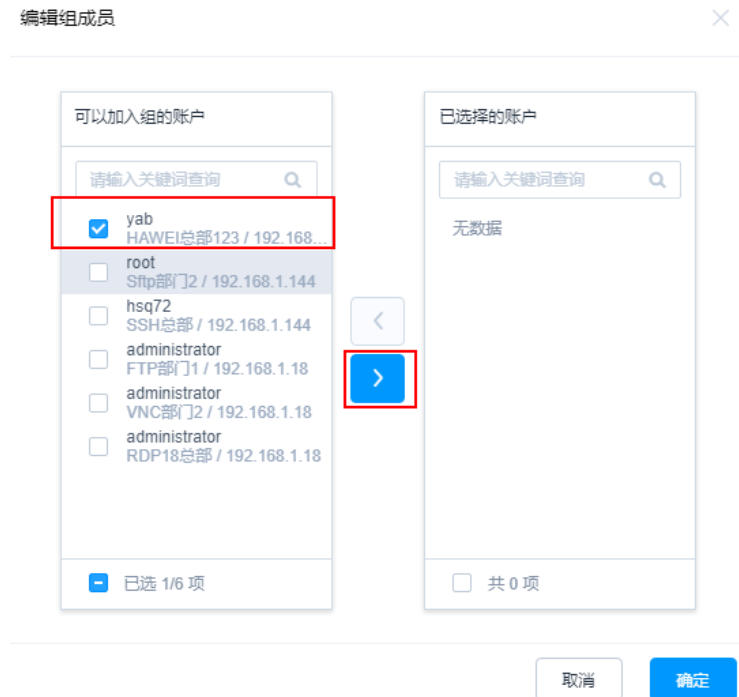 编辑组成员
可以加入组的账户
请输入关键词查询
yab
HAWEI总部123 / 192.168...
root
Sftp部门2 / 192.168.1.144
hsq72
SSH总部 / 192.168.1.144
administrator
FTP部门1 / 192.168.1.18
administrator
VNC部门2 / 192.168.1.18
administrator
RDP18总部 / 192.168.1.18
已选 1/6 项
已选择的账户
请输入关键词查询
无数据
共 0 项
取消
确定